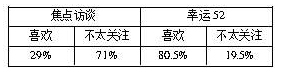 焦点访谈 幸运52
喜欢 不太关注 喜欢 不太关注
29% 71% 80.5% 19.5%